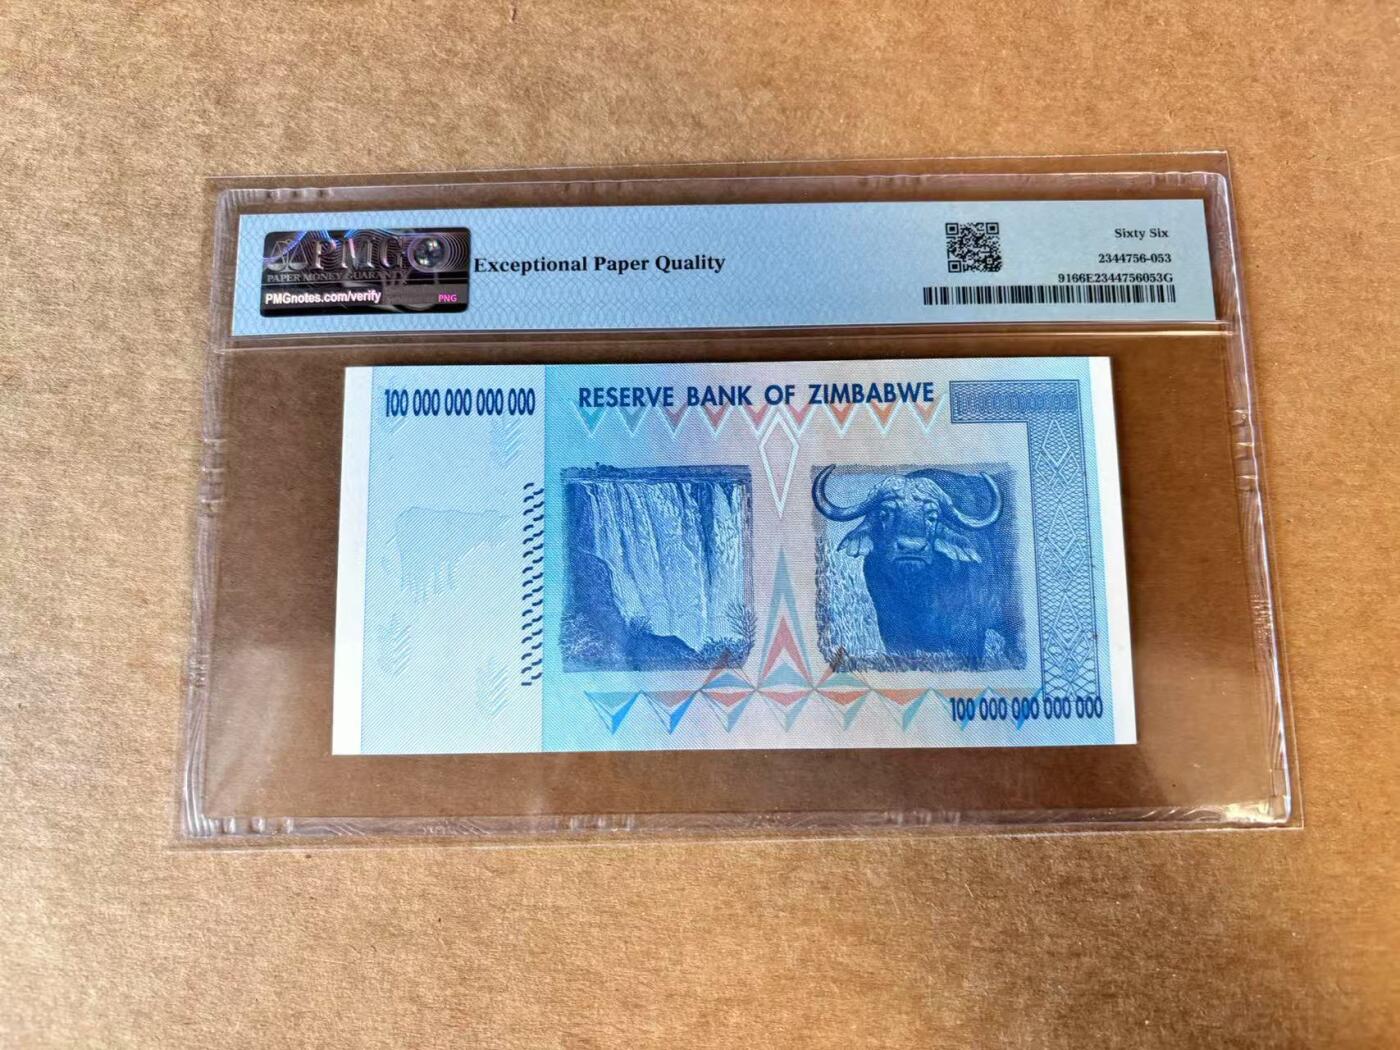 PMG
PAPER MONEY GUARANTY
PMGnotes.com/verify
PNG
Exceptional Paper Quality
Sixty Six
2344756-053
9166E2344756053G
100 000 000 000 000
RESERVE BANK OF ZIMBABWE
100 000 000 000 000